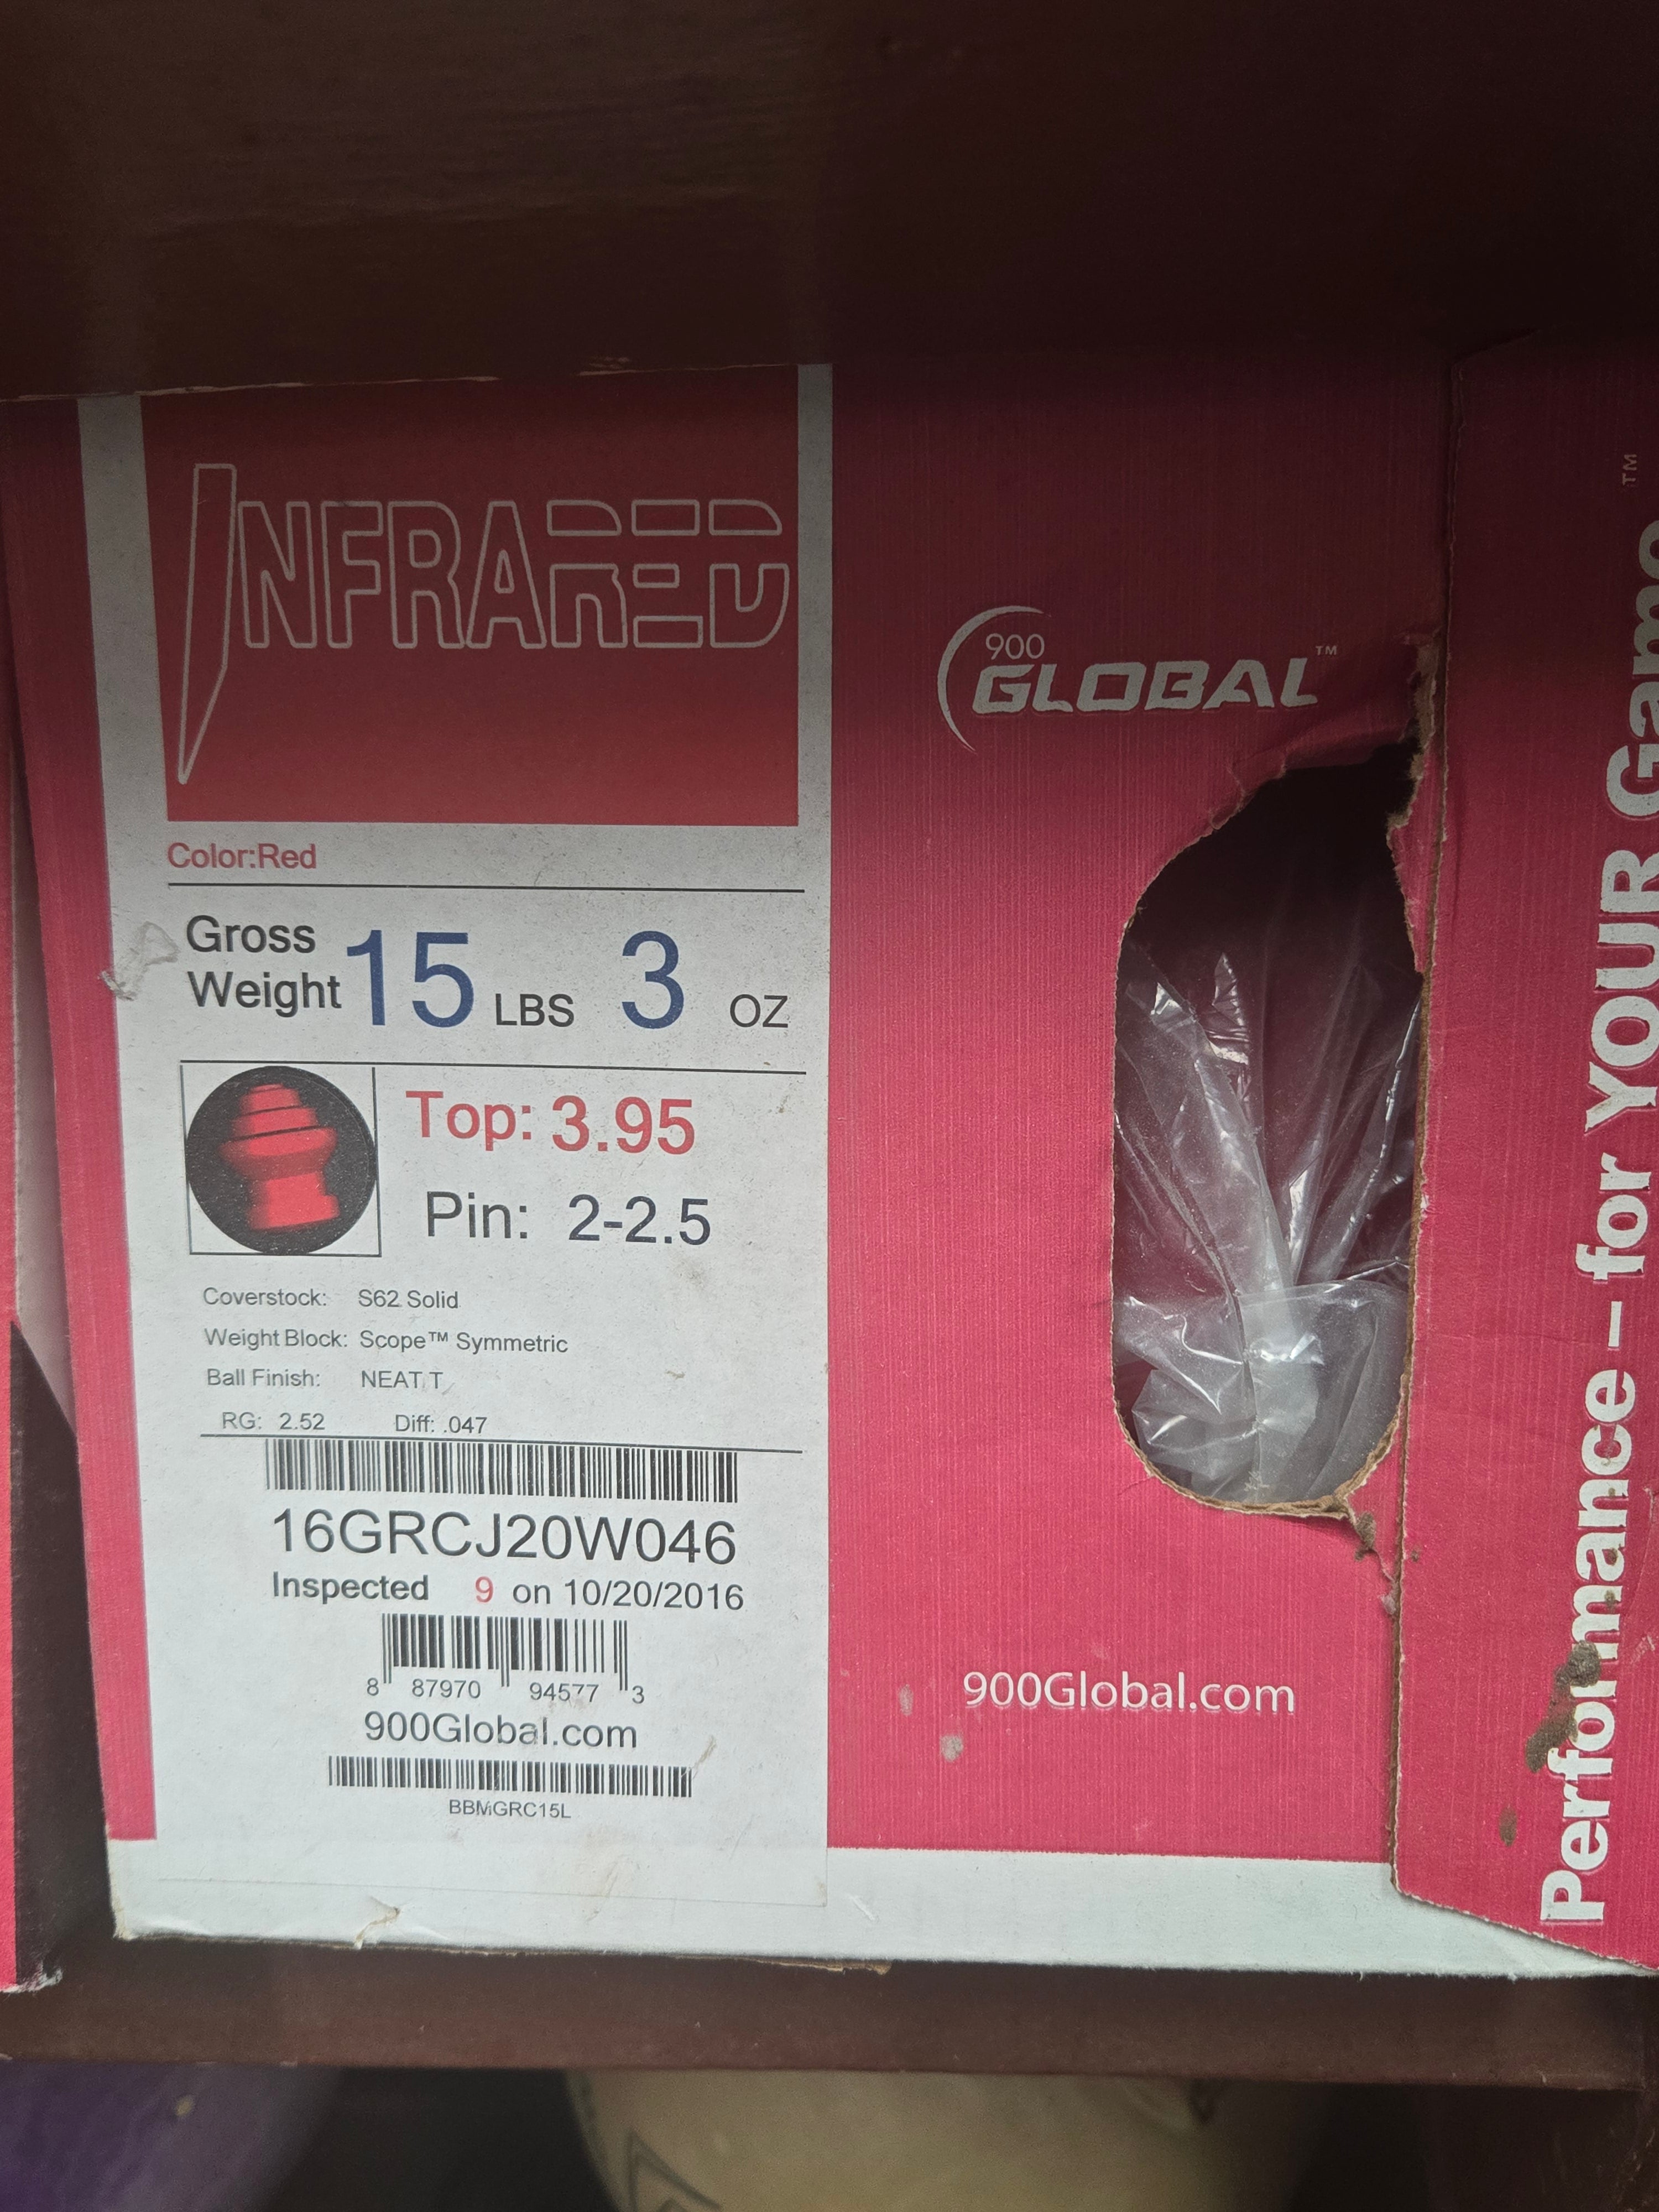 INFRARED
Color:Red
Gross
Weight 15 LBS 3 OZ
Top: 3.95
Pin: 2-2.5
Coverstock: S62 Solid
Weight Block: Scope™ Symmetric
Ball Finish: NEAT T
RG: 2.52 Diff: .047
16GRCJ20W046
Inspected 9 on 10/20/2016
8 87970 94577 3
900Global.com
BBMGRC15L
900
GLOBAL™
900Global.com
Performance – for YOUR Game™